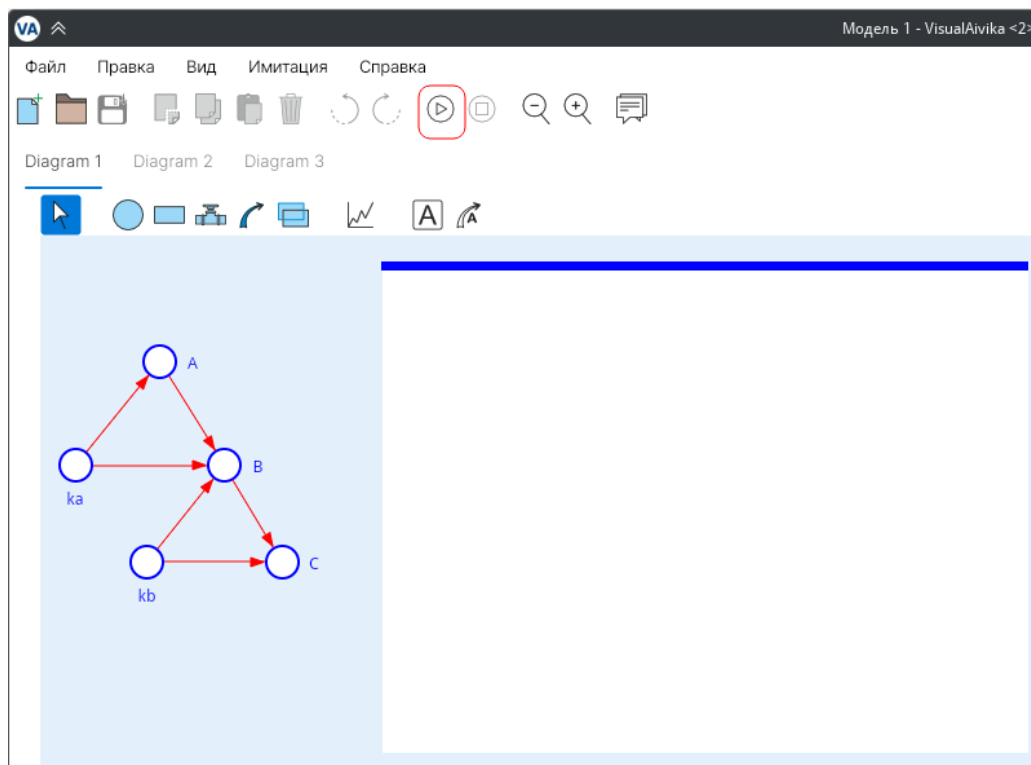 VA Модель 1 - VisualAivika <2>
Файл Правка Вид Имитация Справка
Diagram 1 Diagram 2 Diagram 3
A A
A
B
ka
C
kb